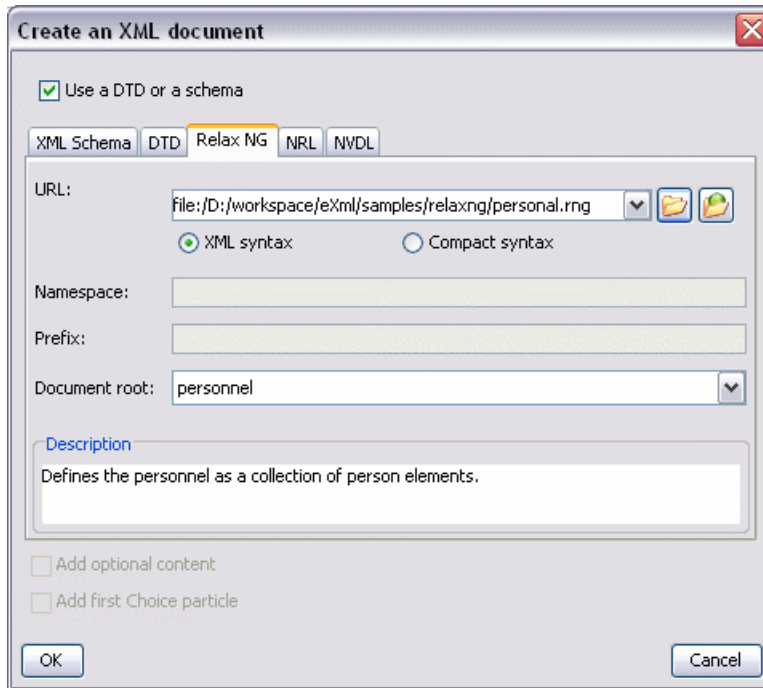 Create an XML document
Use a DTD or a schema
XML Schema DTD Relax NG NRL NVDL
URL: file:/D:/workspace/eXml/samples/relaxng/personal.rng
XML syntax Compact syntax
Namespace:
Prefix:
Document root: personnel
Description
Defines the personnel as a collection of person elements.
Add optional content
Add first Choice particle
OK Cancel